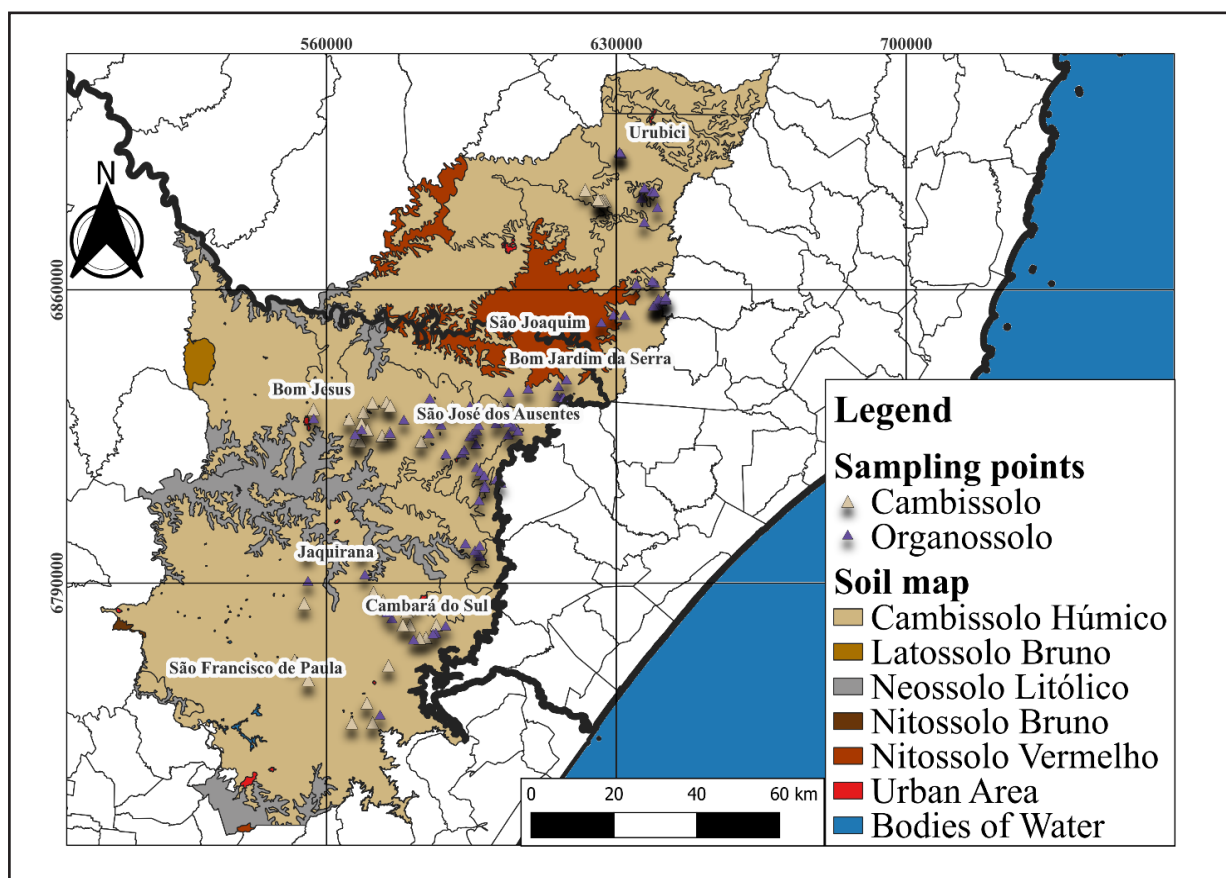 560000
630000
700000
N
Urubici
6860000
São Joaquim
Bom Jardim da Serra
Bom Jesus
São José dos Ausentes
Jaquirana
6790000
Cambará do Sul
São Francisco de Paula
Legend
Sampling points
Cambissolo
Organossolo
Soil map
Cambissolo Húmico
Latossolo Bruno
Neossolo Litólico
Nitossolo Bruno
Nitossolo Vermelho
Urban Area
Bodies of Water
0 20 40 60 km